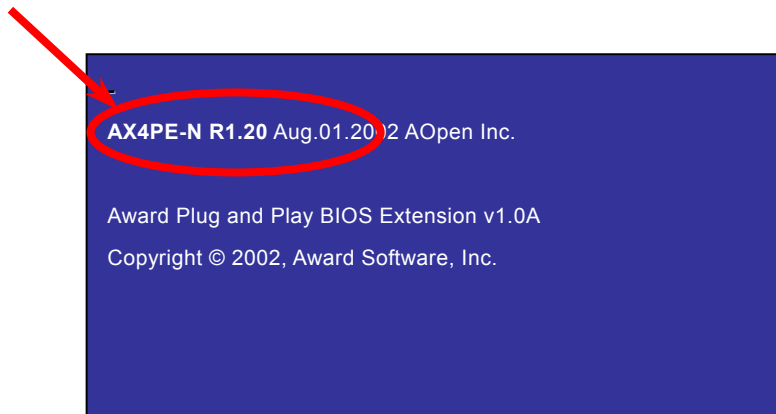 AX4PE-N R1.20 Aug.01.2002 AOpen Inc.
Award Plug and Play BIOS Extension v1.0A
Copyright © 2002, Award Software, Inc.